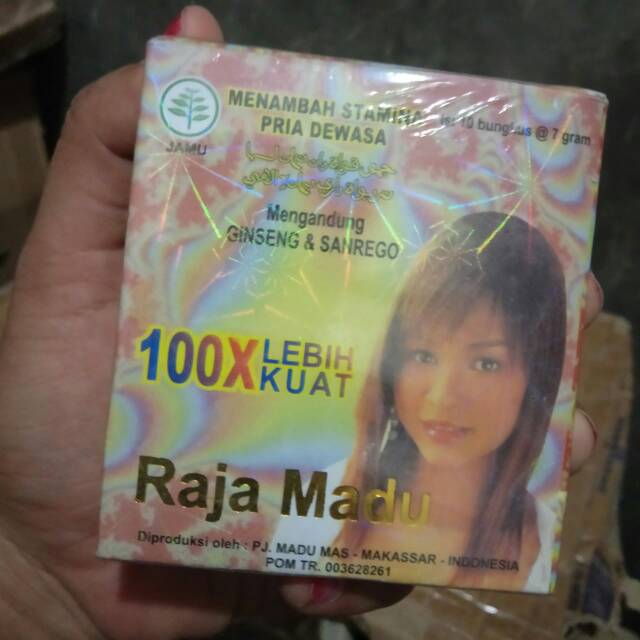 MENAMBAH STAMINA
PRIA DEWASA
isi 10 bungkus @ 7 gram
JAMU
Mengandung
GINSENG & SANREGO
100X LEBIH
KUAT
Raja Madu
Diproduksi oleh : PJ. MADU MAS - MAKASSAR - INDONESIA
POM TR. 003628261